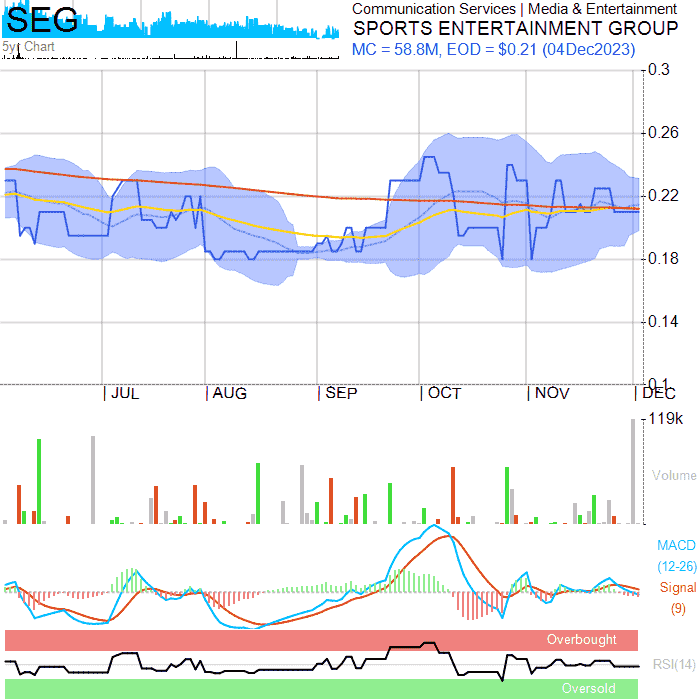 SEG
Communication Services | Media & Entertainment
SPORTS ENTERTAINMENT GROUP
MC = 58.8M, EOD = $0.21 (04Dec2023)
5yr Chart
0.3
0.26
0.22
0.18
0.14
0.1
JUL
AUG
SEP
OCT
NOV
DEC
119k
Volume
MACD
(12-26)
Signal
(9)
Overbought
RSI(14)
Oversold